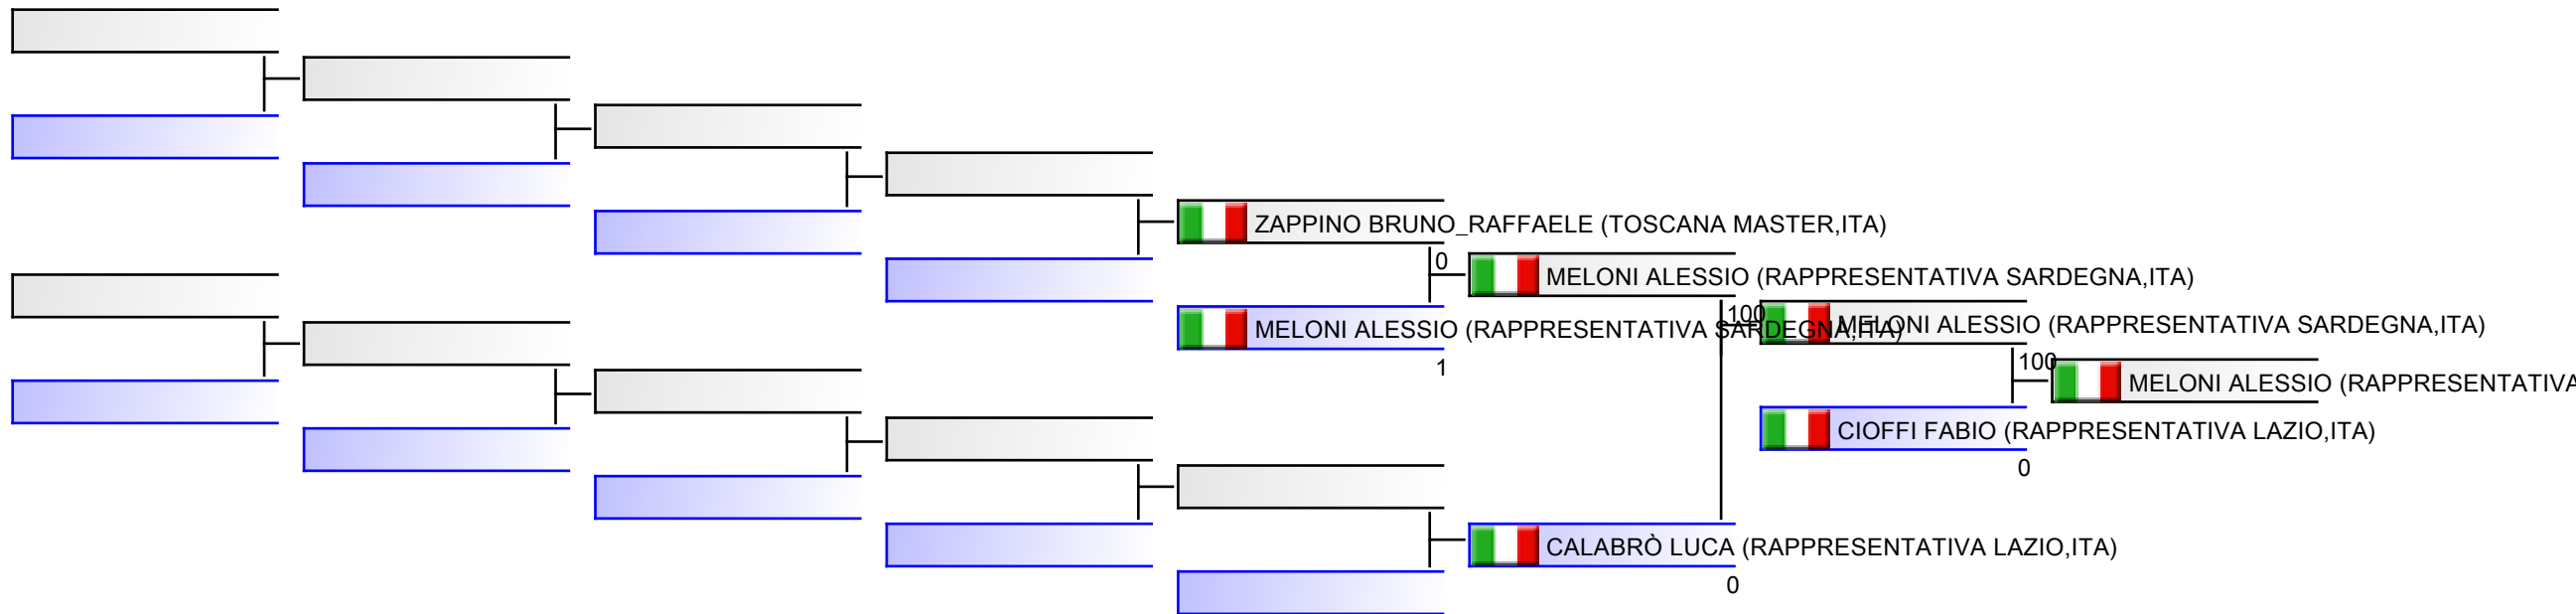 ZAPPINO BRUNO_RAFFAELE (TOSCANA MASTER,ITA)
0
MELONI ALESSIO (RAPPRESENTATIVA SARDEGNA,ITA)
100
MELONI ALESSIO (RAPPRESENTATIVA SARDEGNA,ITA)
MELONI ALESSIO (RAPPRESENTATIVA SARDEGNA,ITA)
1
100
MELONI ALESSIO (RAPPRESENTATIVA
CIOFFI FABIO (RAPPRESENTATIVA LAZIO,ITA)
0
CALABRÒ LUCA (RAPPRESENTATIVA LAZIO,ITA)
0